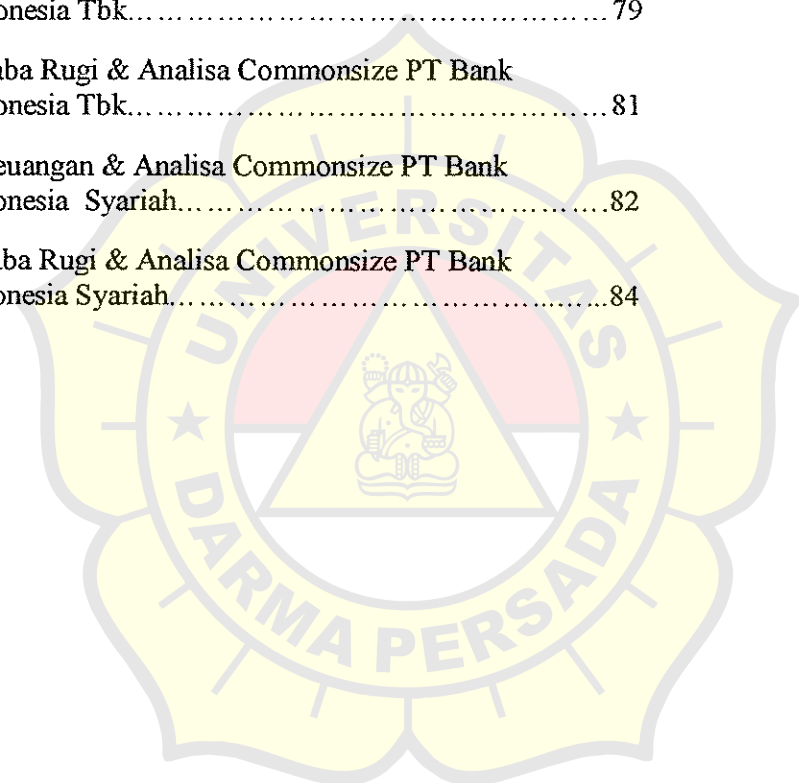 onesia Tbk……………………………………………79
aba Rugi & Analisa Commonsize PT Bank
onesia Tbk……………………………………………81
euangan & Analisa Commonsize PT Bank
onesia Syariah………………………………………82
aba Rugi & Analisa Commonsize PT Bank
onesia Syariah………………………………………84
UNIVERSITAS
DARMA PERSADA